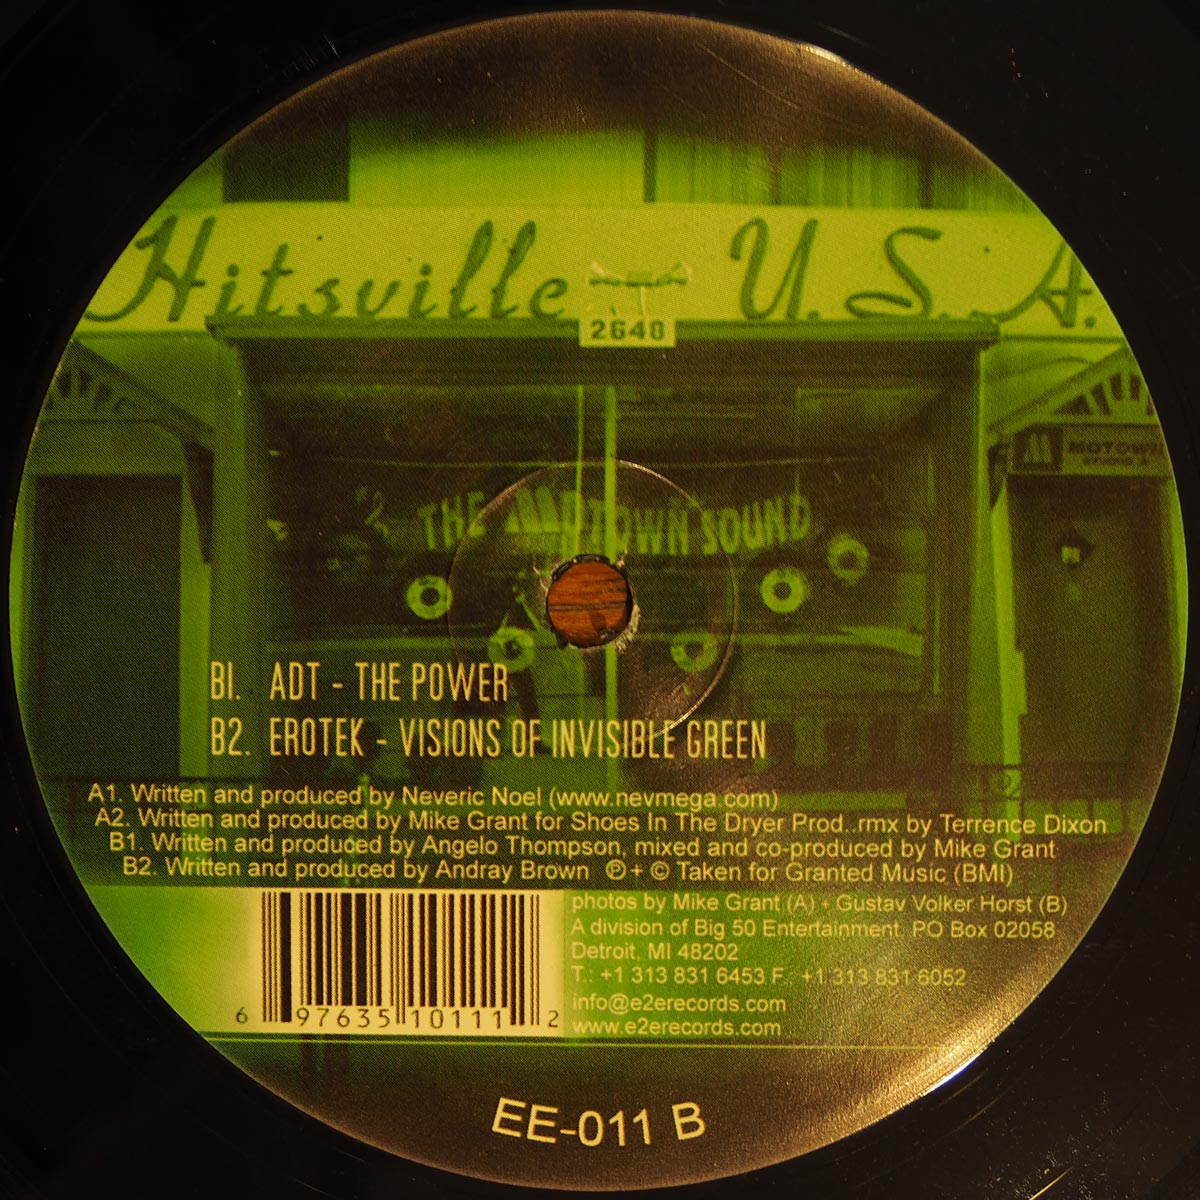 Hitsville U.S.A.
2648
MOTOWN
THE MOTOWN SOUND
B1. ADT - THE POWER
B2. EROTEK - VISIONS OF INVISIBLE GREEN
A1. Written and produced by Neveric Noel (www.nevmega.com)
A2. Written and produced by Mike Grant for Shoes In The Dryer Prod..rmx by Terrence Dixon
B1. Written and produced by Angelo Thompson, mixed and co-produced by Mike Grant
B2. Written and produced by Andray Brown ℗ + © Taken for Granted Music (BMI)
photos by Mike Grant (A) - Gustav Volker Horst (B)
A division of Big 50 Entertainment. PO Box 02058
Detroit, MI 48202
T.: +1 313 831 6453 F.: +1 313 831 6052
info@e2erecords.com
www.e2erecords.com
6 97635 10111 2
EE-011 B